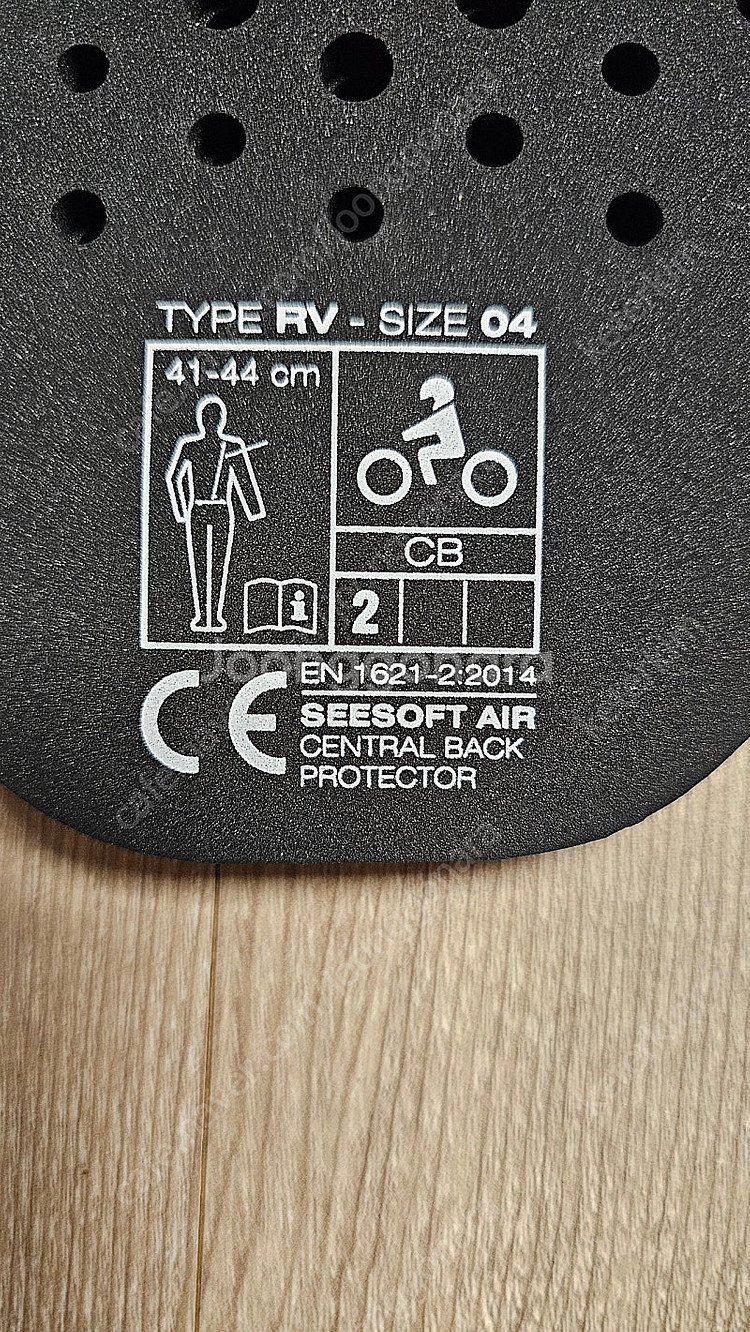 TYPE RV - SIZE 04
41-44 cm
CB
i
2
CE
EN 1621-2:2014
SEESOFT AIR
CENTRAL BACK
PROTECTOR